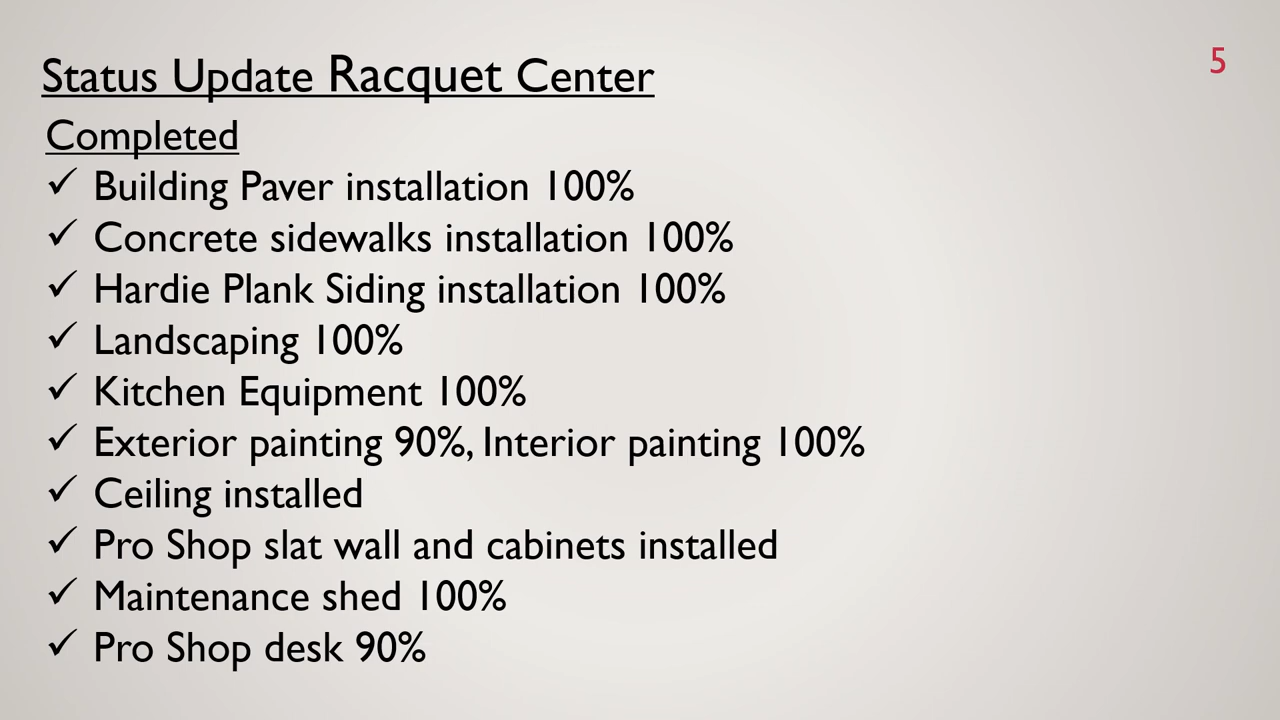 Status Update Racquet Center
5
Completed
✓ Building Paver installation 100%
✓ Concrete sidewalks installation 100%
✓ Hardie Plank Siding installation 100%
✓ Landscaping 100%
✓ Kitchen Equipment 100%
✓ Exterior painting 90%, Interior painting 100%
✓ Ceiling installed
✓ Pro Shop slat wall and cabinets installed
✓ Maintenance shed 100%
✓ Pro Shop desk 90%